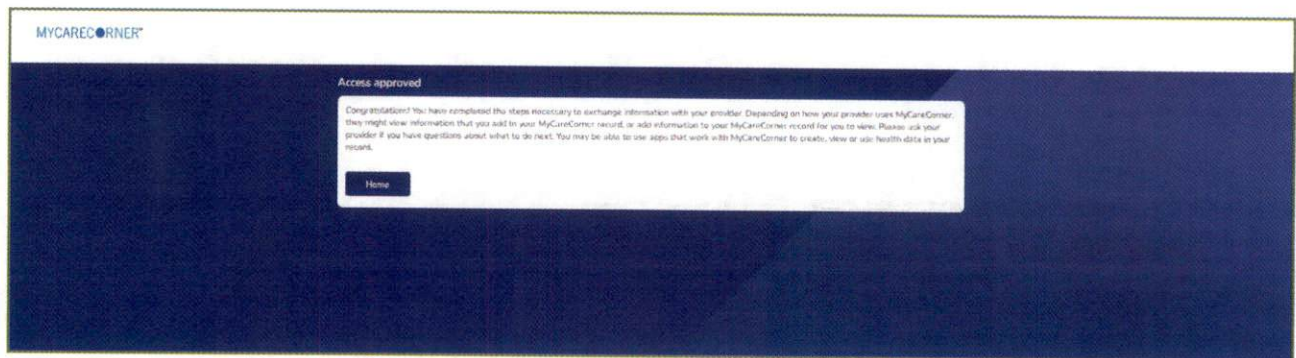 MYCARECORNER™
Access approved
Congratulations! You have completed the steps necessary to exchange information with your provider. Depending on how your provider uses MyCareCorner,
they might view information that you add in your MyCareCorner record, or add information to your MyCareCorner record for you to view. Please ask your
provider if you have questions about what to do next. You may be able to use apps that work with MyCareCorner to create, view or use health data in your
record.
Home